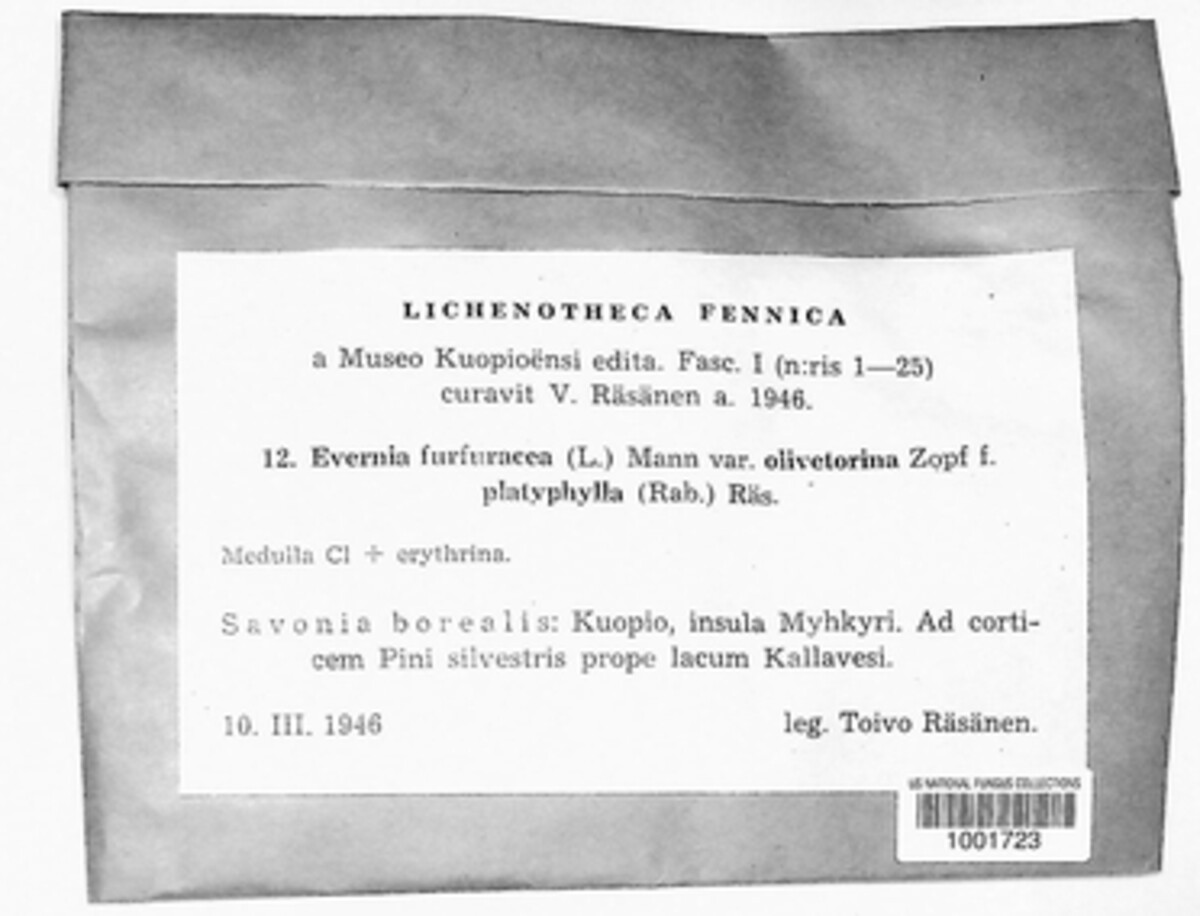 LICHENOTHECA FENNICA
a Museo Kuopioënsi edita. Fasc. I (n:ris 1—25)
curavit V. Räsänen a. 1946.
12. Evernia furfuracea (L.) Mann var. olivetorina Zopf f.
platyphylla (Rab.) Räs.
Medulla Cl + erythrina.
Savonia borealis: Kuopio, insula Myhkyri. Ad corti-
cem Pini silvestris prope lacum Kallavesi.
10. III. 1946 leg. Toivo Räsänen.
US NATIONAL FUNGUS COLLECTIONS
1001723